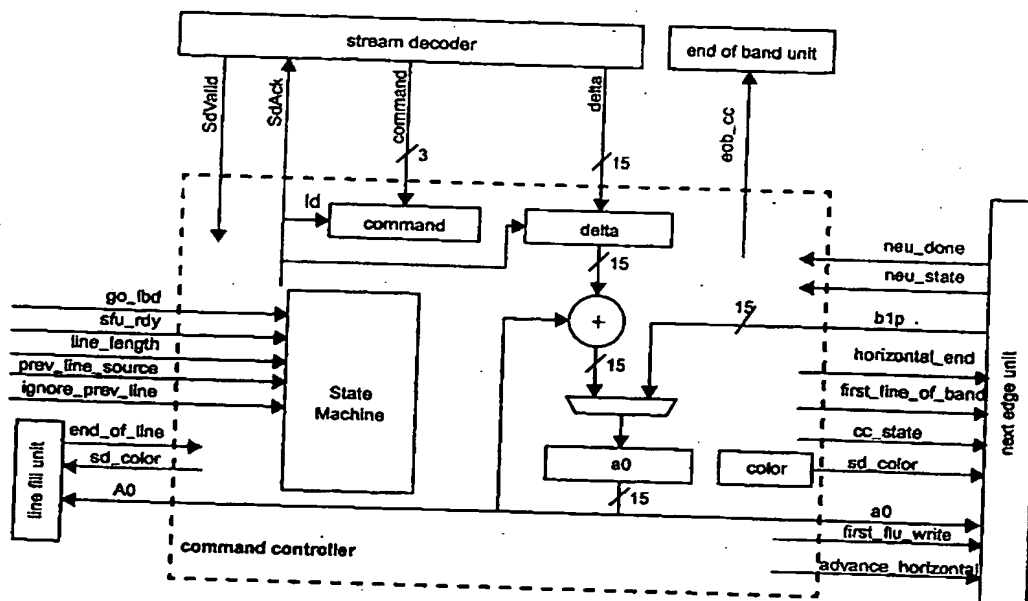 stream decoder
end of band unit
SdValid
SdAck
command
delta
eob_cc
3
15
ld
command
delta
15
neu_done
neu_state
go_fbd
sfu_rdy
line_length
prev_line_source
ignore_prev_line
State
Machine
+
15
b1p
15
horizontal_end
first_line_of_band
cc_state
next edge unit
line fill unit
end_of_line
sd_color
A0
a0
color
sd_color
15
a0
first_flu_write
command controller
advance_horizontal